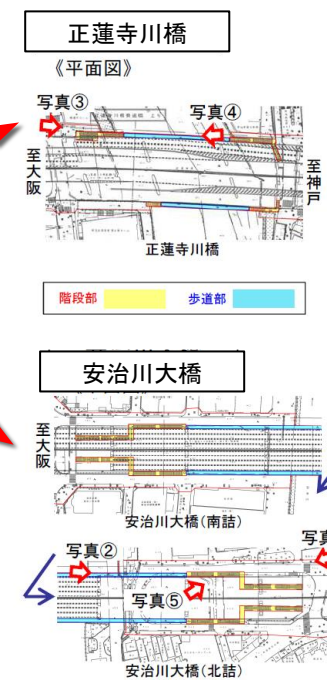 正蓮寺川橋
《平面図》
写真③
写真④
至大阪
至神戸
正蓮寺川橋
階段部
歩道部
安治川大橋
至大阪
安治川大橋(南詰)
写真②
写真
写真⑤
安治川大橋(北詰)